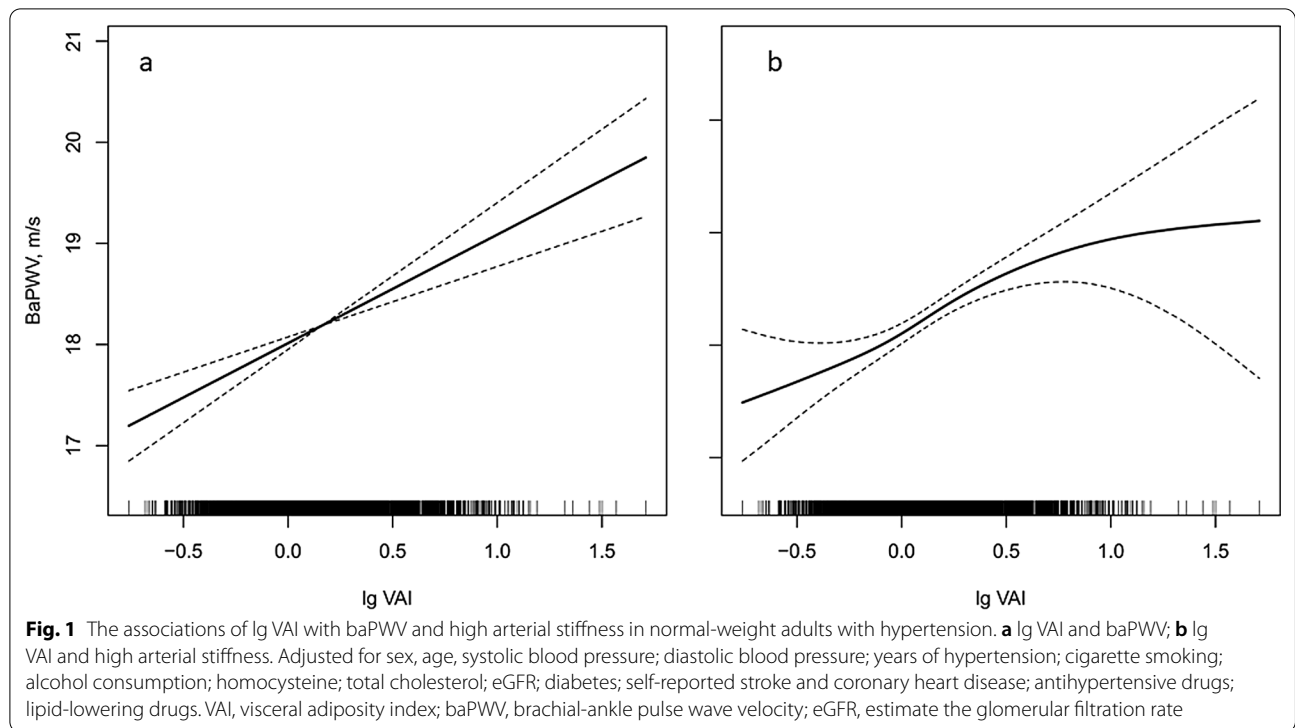 a
b
21
20
19
18
17
BaPWV, m/s
−0.5 0.0 0.5 1.0 1.5
−0.5 0.0 0.5 1.0 1.5
lg VAI
lg VAI
Fig. 1 The associations of lg VAI with baPWV and high arterial stiffness in normal-weight adults with hypertension. a lg VAI and baPWV; b lg
VAI and high arterial stiffness. Adjusted for sex, age, systolic blood pressure; diastolic blood pressure; years of hypertension; cigarette smoking;
alcohol consumption; homocysteine; total cholesterol; eGFR; diabetes; self-reported stroke and coronary heart disease; antihypertensive drugs;
lipid-lowering drugs. VAI, visceral adiposity index; baPWV, brachial-ankle pulse wave velocity; eGFR, estimate the glomerular filtration rate